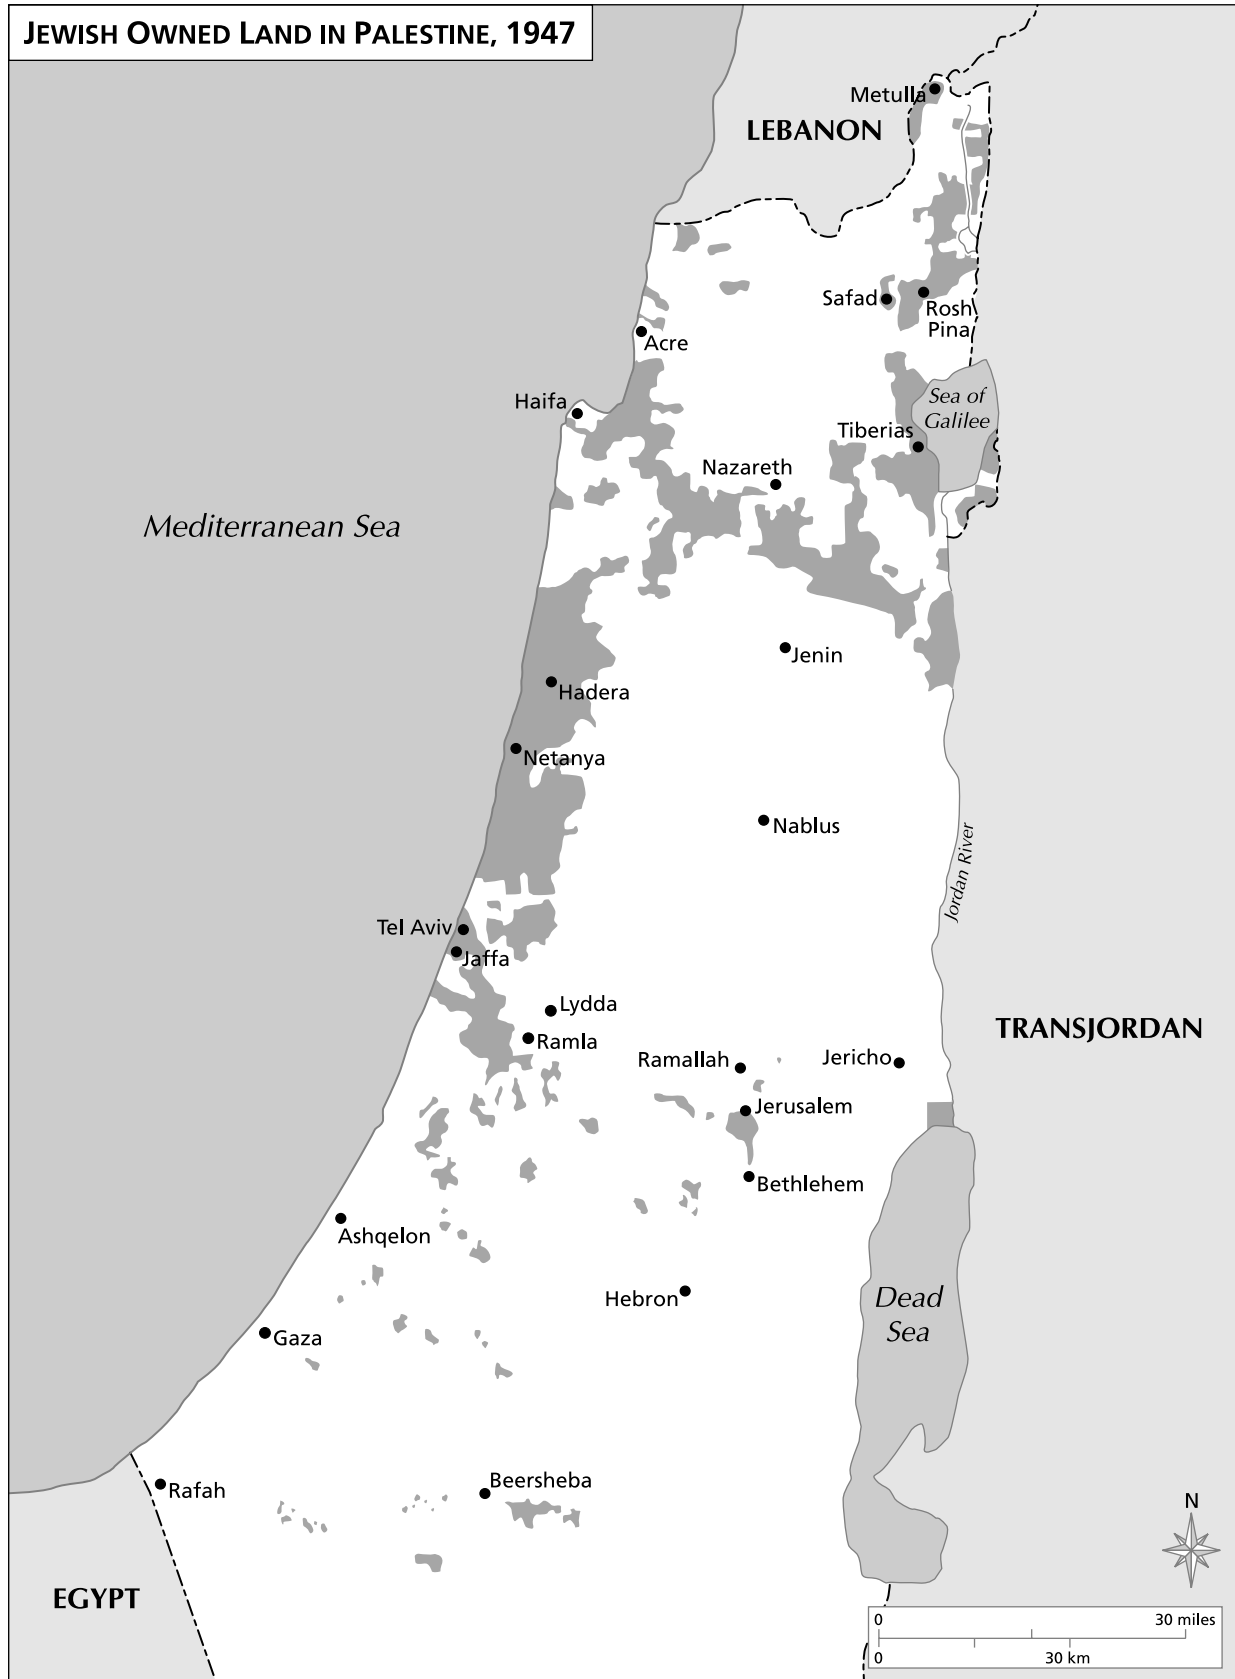 JEWISH OWNED LAND IN PALESTINE, 1947
Metulla
LEBANON
Safad
Rosh
Pina
Acre
Haifa
Sea of
Galilee
Tiberias
Nazareth
Mediterranean Sea
Jenin
Hadera
Netanya
Nablus
Jordan River
Tel Aviv
Jaffa
Lydda
Ramla
TRANSJORDAN
Ramallah
Jericho
Jerusalem
Bethlehem
Ashqelon
Hebron
Dead
Sea
Gaza
Rafah
Beersheba
N
EGYPT
0 30 miles
0 30 km